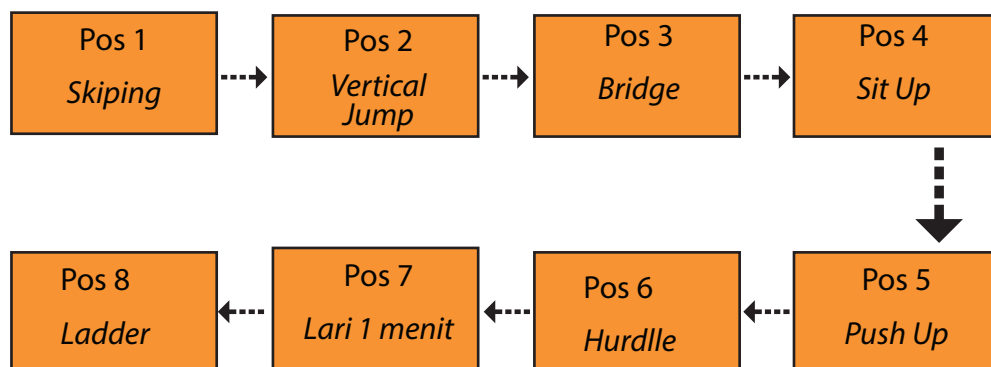 Pos 1
Skiping
Pos 2
Vertical
Jump
Pos 3
Bridge
Pos 4
Sit Up
Pos 8
Ladder
Pos 7
Lari 1 menit
Pos 6
Hurdlle
Pos 5
Push Up